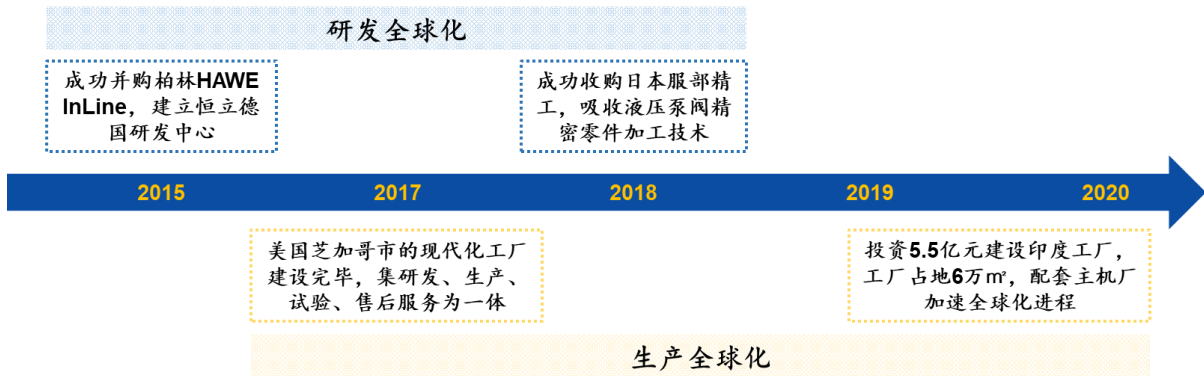 研发全球化
成功并购柏林HAWE
InLine，建立恒立德
国研发中心
成功收购日本服部精
工，吸收液压泵阀精
密零件加工技术
2015
2017
2018
2019
2020
美国芝加哥市的现代化工厂
建设完毕，集研发、生产、
试验、售后服务为一体
投资5.5亿元建设印度工厂，
工厂占地6万㎡，配套主机厂
加速全球化进程
生产全球化